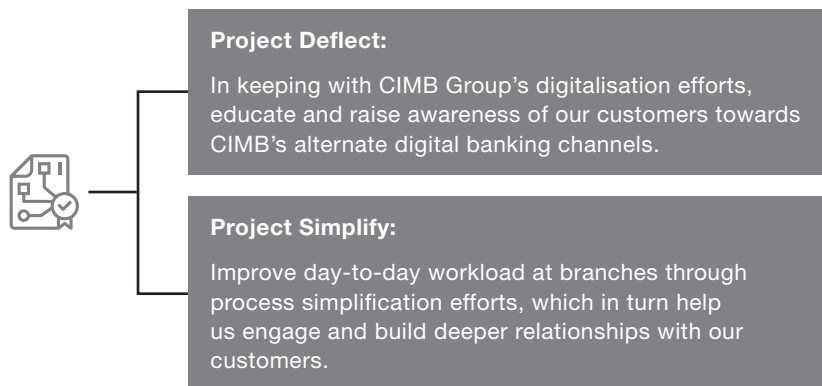 Project Deflect:
In keeping with CIMB Group's digitalisation efforts,
educate and raise awareness of our customers towards
CIMB's alternate digital banking channels.
Project Simplify:
Improve day-to-day workload at branches through
process simplification efforts, which in turn help
us engage and build deeper relationships with our
customers.